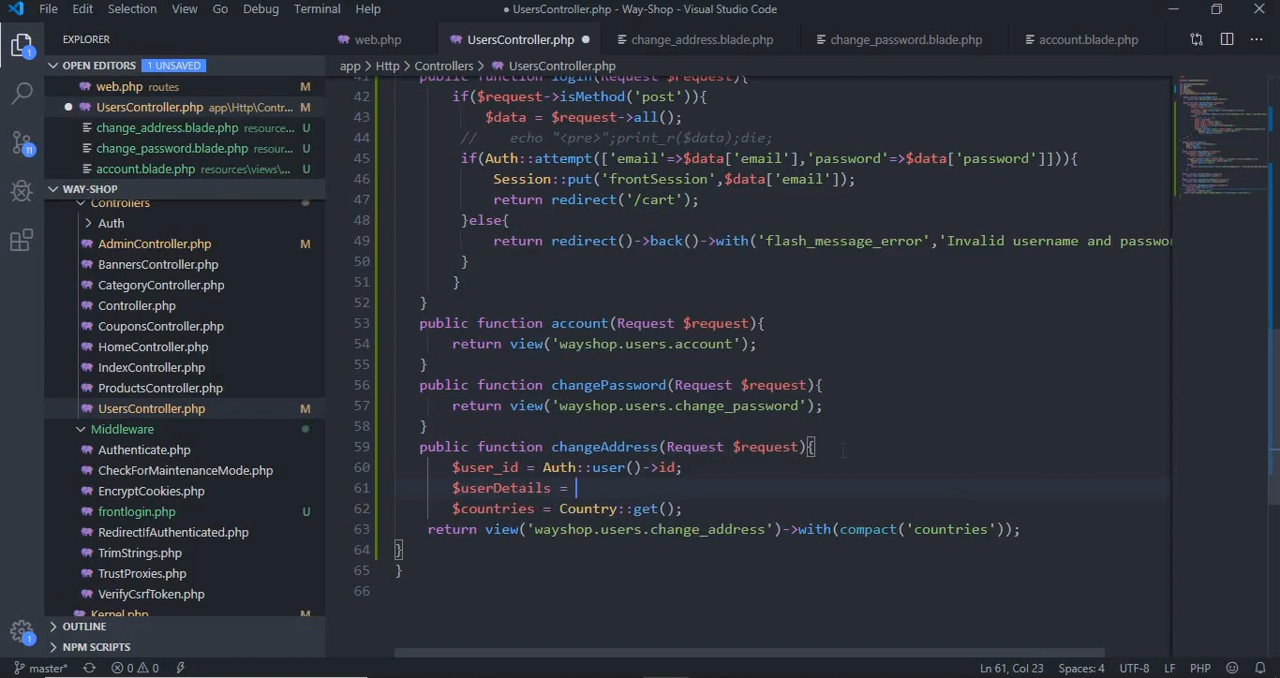 File Edit Selection View Go Debug Terminal Help
● UsersController.php - Way-Shop - Visual Studio Code
EXPLORER
web.php
UsersController.php ●
change_address.blade.php
change_password.blade.php
account.blade.php
OPEN EDITORS 1 UNSAVED
app > Http > Controllers > UsersController.php
web.php routes M
UsersController.php app\Http\Contr... M
change_address.blade.php resource... U
change_password.blade.php resour... U
account.blade.php resources\views\... U
WAY-SHOP
Controllers
Auth
AdminController.php M
BannersController.php
CategoryController.php
Controller.php
CouponsController.php
HomeController.php
IndexController.php
ProductsController.php
UsersController.php M
Middleware
Authenticate.php
CheckForMaintenanceMode.php
EncryptCookies.php
frontlogin.php U
RedirectIfAuthenticated.php
TrimStrings.php
TrustProxies.php
VerifyCsrfToken.php
Kernel.php M
OUTLINE
NPM SCRIPTS
41 public function login(Request $request){
42 if($request->isMethod('post')){
43 $data = $request->all();
44 // echo "<pre>";print_r($data);die;
45 if(Auth::attempt(['email'=>$data['email'],'password'=>$data['password']])){
46 Session::put('frontSession',$data['email']);
47 return redirect('/cart');
48 }else{
49 return redirect()->back()->with('flash_message_error','Invalid username and passwo
50 }
51 }
52 }
53 public function account(Request $request){
54 return view('wayshop.users.account');
55 }
56 public function changePassword(Request $request){
57 return view('wayshop.users.change_password');
58 }
59 public function changeAddress(Request $request){
60 $user_id = Auth::user()->id;
61 $userDetails =
62 $countries = Country::get();
63 return view('wayshop.users.change_address')->with(compact('countries'));
64 }
65 }
66
master* 0 0 Ln 61, Col 23 Spaces: 4 UTF-8 LF PHP